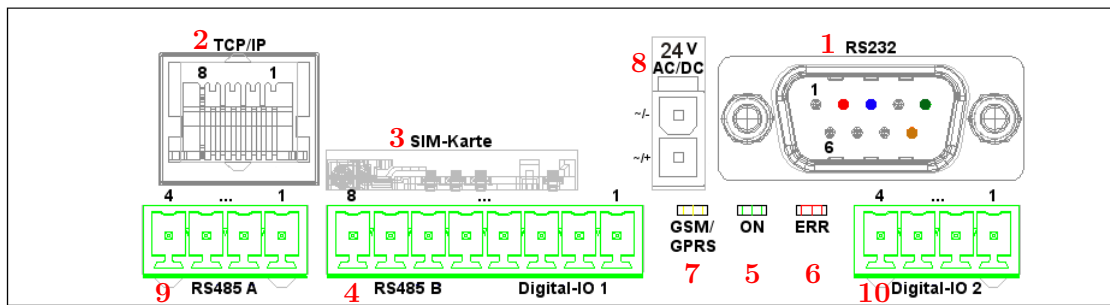 2 TCP/IP
8 1
3 SIM-Karte
8 24 V
AC/DC
~/-
~/+
1 RS232
1
6
4 ... 1
8 ... 1
4 ... 1
GSM/
GPRS
ON
ERR
9 RS485 A
4 RS485 B
Digital-IO 1
7
5
6
10 Digital-IO 2